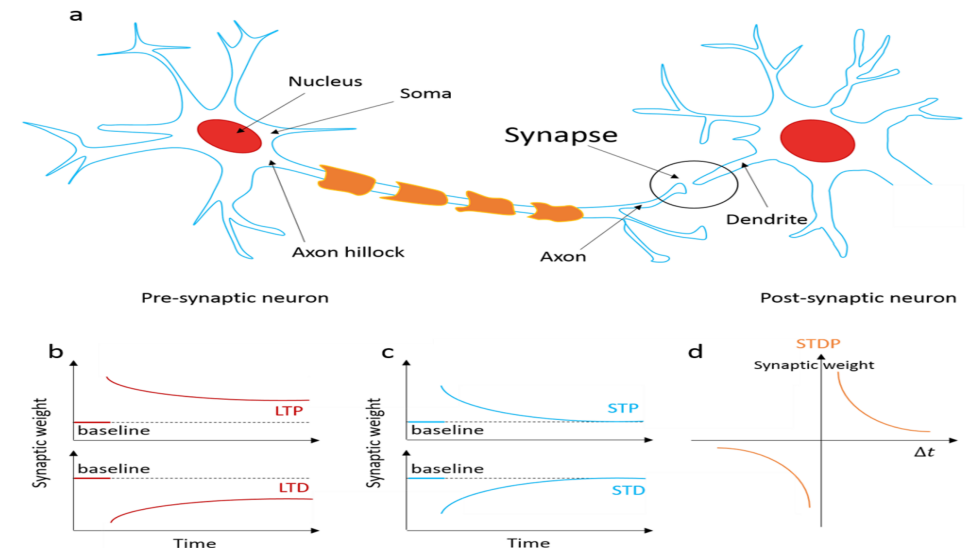 a
Nucleus
Soma
Synapse
Axon hillock
Axon
Dendrite
Pre-synaptic neuron
Post-synaptic neuron
b
Synaptic weight
LTP
baseline
baseline
LTD
Time
c
Synaptic weight
STP
baseline
baseline
STD
Time
d
STDP
Synaptic weight
Δt